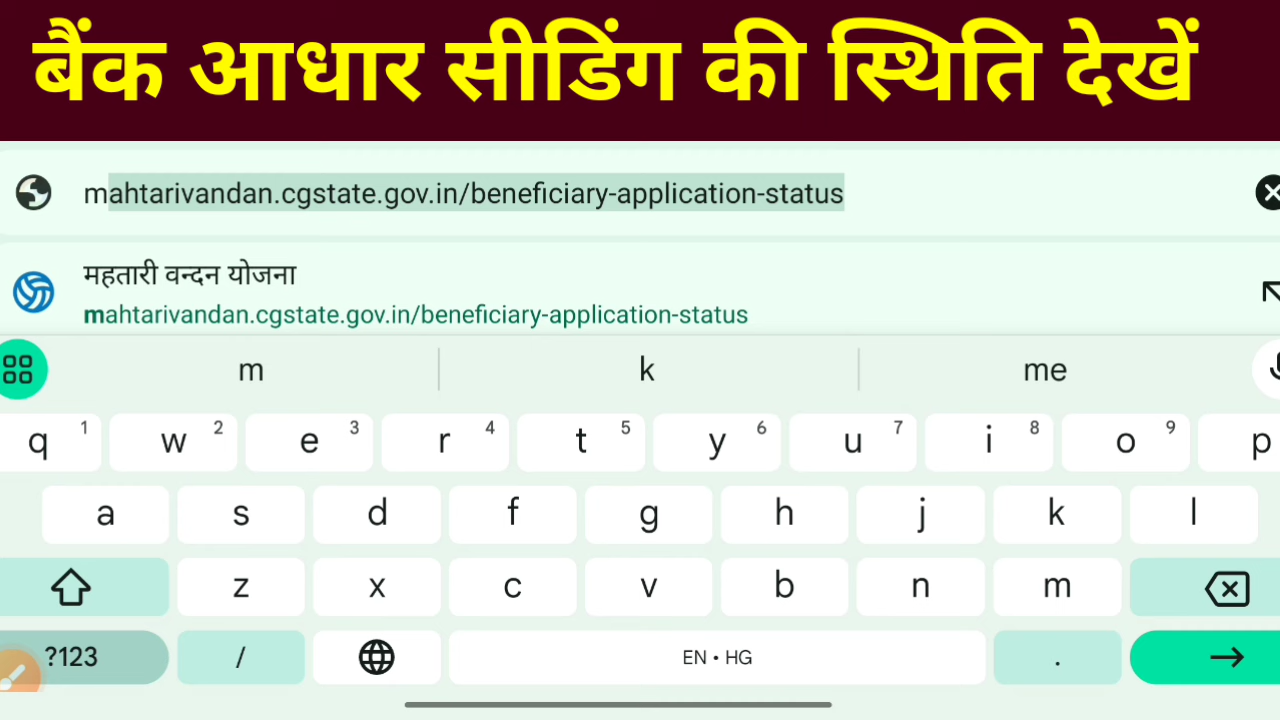 बैंक आधार सीडिंग की स्थिति देखें
mahtarivandan.cgstate.gov.in/beneficiary-application-status
महतारी वन्दन योजना
mahtarivandan.cgstate.gov.in/beneficiary-application-status
m k me
q 1 w 2 e 3 r 4 t 5 y 6 u 7 i 8 o 9 p
a s d f g h j k l
z x c v b n m
?123 / EN • HG .